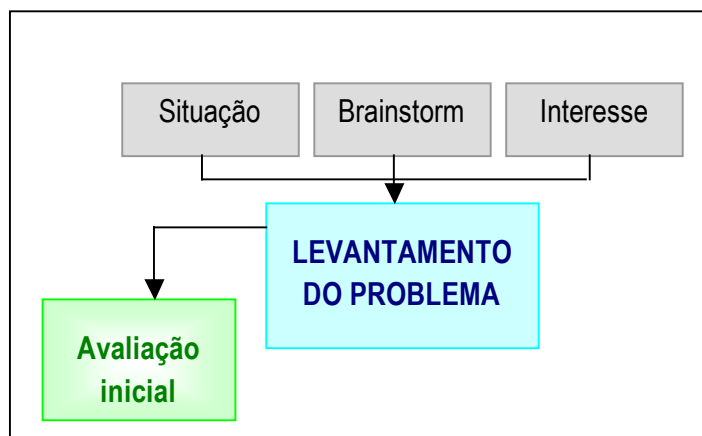 Situação
Brainstorm
Interesse
LEVANTAMENTO
DO PROBLEMA
Avaliação
inicial